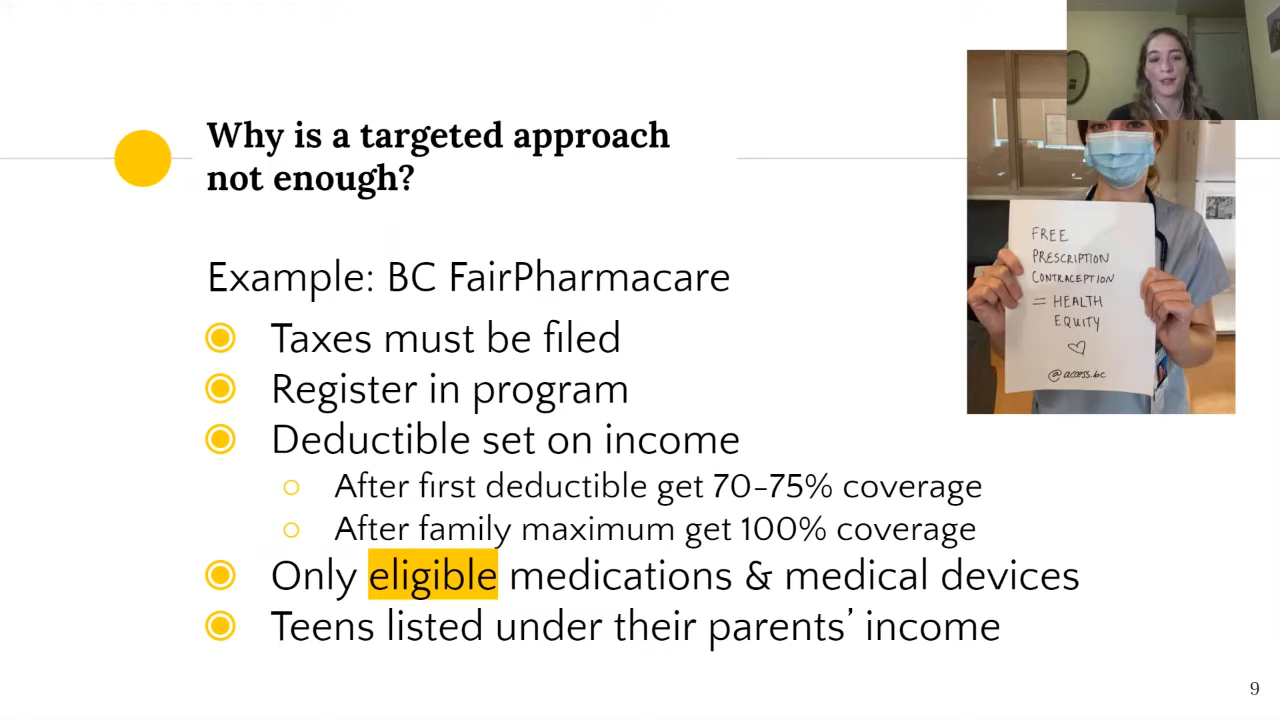 Why is a targeted approach
not enough?
Example: BC FairPharmacare
Taxes must be filed
Register in program
Deductible set on income
After first deductible get 70-75% coverage
After family maximum get 100% coverage
Only eligible medications & medical devices
Teens listed under their parents’ income
FREE
PRESCRIPTION
CONTRACEPTION
= HEALTH
EQUITY
@access.bc
9